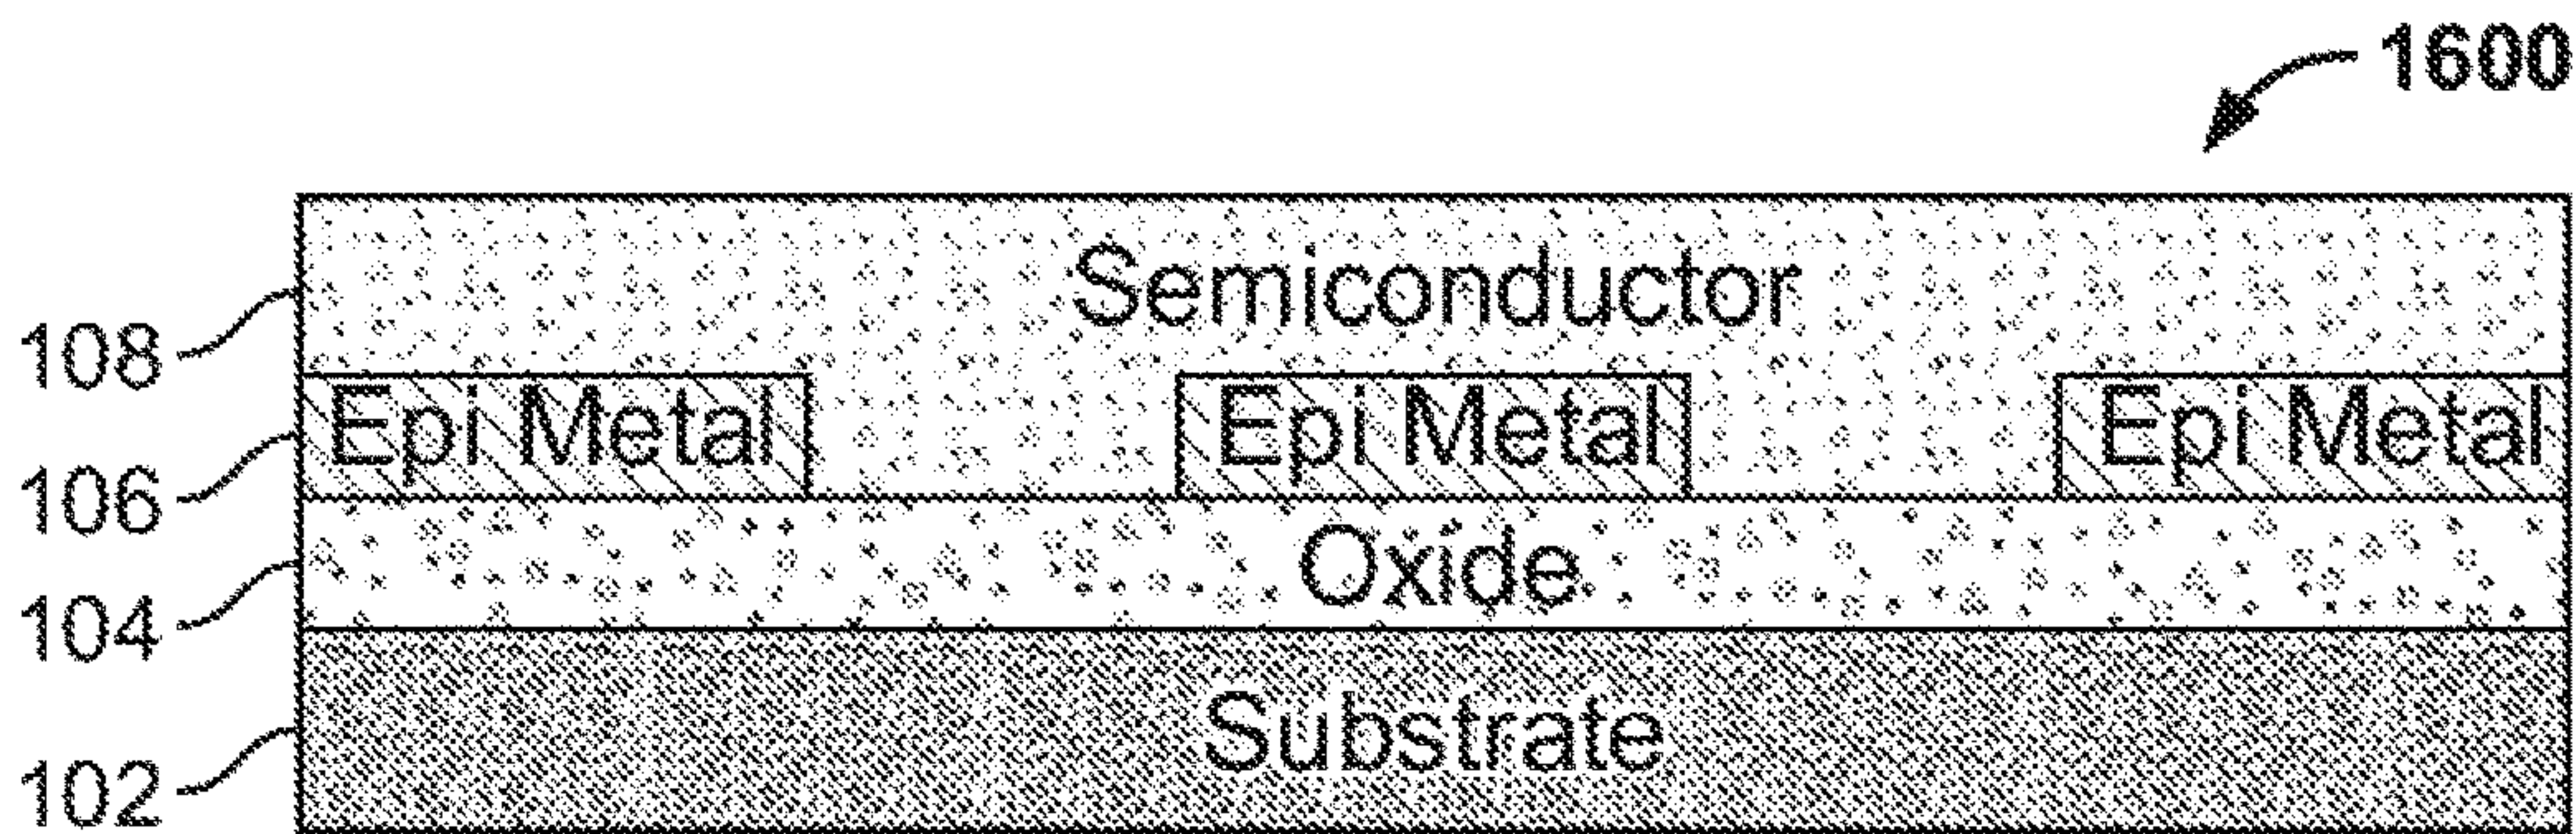 1600
Semiconductor
108
Epi Metal Epi Metal Epi Metal
106
Oxide
104
Substrate
102